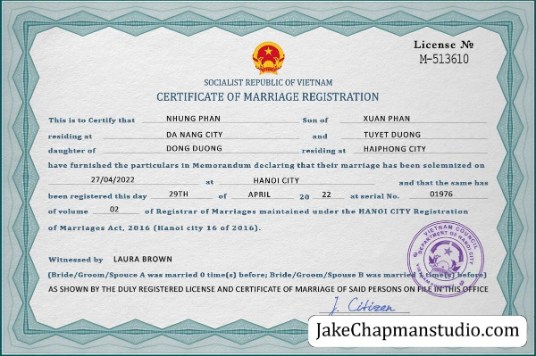 License №
M-513610
SOCIALIST REPUBLIC OF VIETNAM
CERTIFICATE OF MARRIAGE REGISTRATION
This is to Certify that NHUNG PHAN Son of XUAN PHAN
residing at DA NANG CITY and TUYET DUONG
daughter of DONG DUONG residing at HAIPHONG CITY
have furnished the particulars in Memorandum declaring that their marriage has been solemnized on
27/04/2022 at HANOI CITY and that the same has
been registered this day 29TH of APRIL 20 22 at serial No. 01976
of volume 02 of Registrar of Marriages maintained under the HANOI CITY Registration
of Marriages Act, 2016 (Hanoi city 16 of 2016).
VIETNAM COUNCIL
DEPARTMENT OF HANOI CITY
Witnessed by LAURA BROWN
(Bride/Groom/Spouce A was married 0 time(s) before; Bride/Groom/Spouse B was married 1 time(s) before)
AS SHOWN BY THE DULY REGISTERED LICENSE AND CERTIFICATE OF MARRIAGE OF SAID PERSONS ON FILE IN THIS OFFICE
J. Citizen
JakeChapmanstudio.com